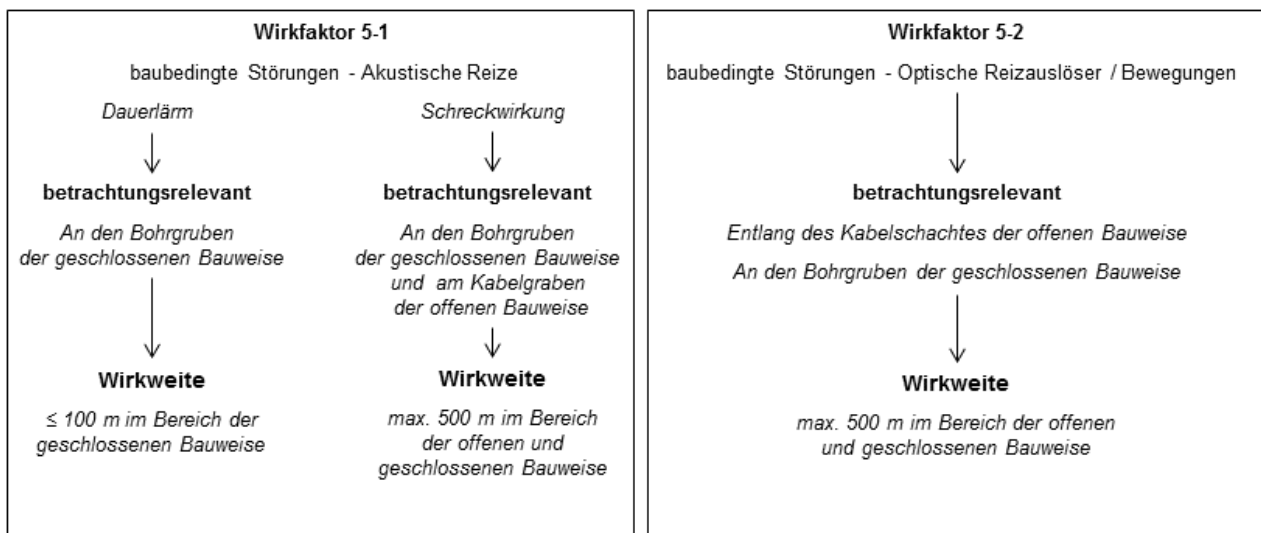 Wirkfaktor 5-1
baubedingte Störungen - Akustische Reize
Dauerlärm
betrachtungsrelevant
An den Bohrgruben
der geschlossenen Bauweise
Wirkweite
≤ 100 m im Bereich der
geschlossenen Bauweise
Schreckwirkung
betrachtungsrelevant
An den Bohrgruben
der geschlossenen Bauweise
und am Kabelgraben
der offenen Bauweise
Wirkweite
max. 500 m im Bereich
der offenen und
geschlossenen Bauweise
Wirkfaktor 5-2
baubedingte Störungen - Optische Reizauslöser / Bewegungen
betrachtungsrelevant
Entlang des Kabelschachtes der offenen Bauweise
An den Bohrgruben der geschlossenen Bauweise
Wirkweite
max. 500 m im Bereich der offenen
und geschlossenen Bauweise